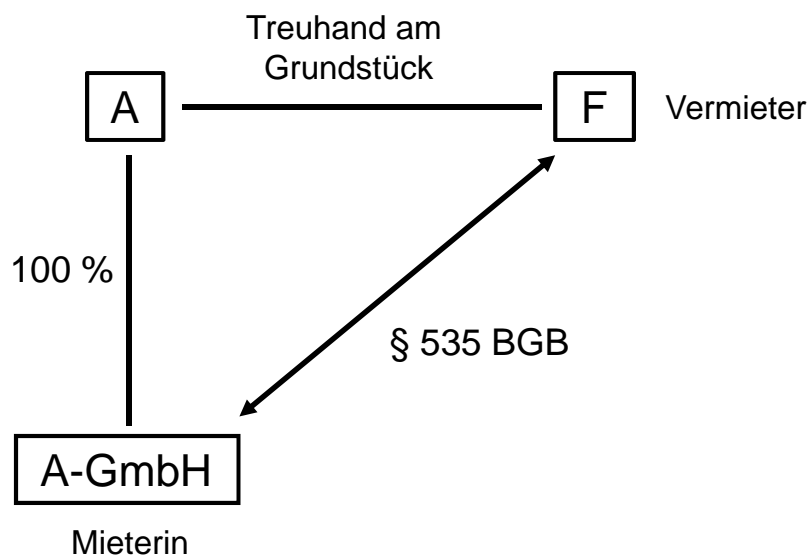 Treuhand am
Grundstück
A
F
Vermieter
100 %
§ 535 BGB
A-GmbH
Mieterin